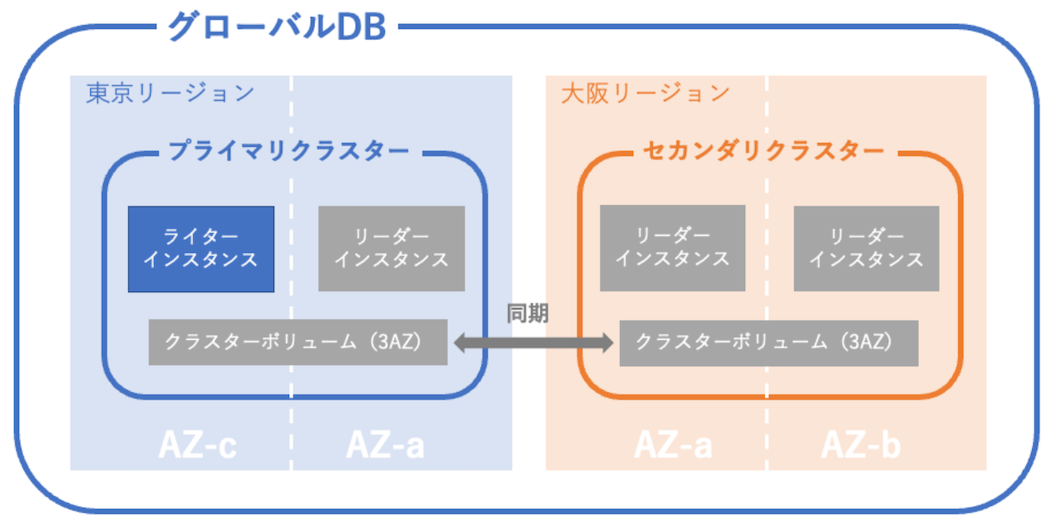 グローバルDB
東京リージョン
プライマリクラスター
ライター
インスタンス
リーダー
インスタンス
クラスターボリューム（3AZ）
AZ-c
AZ-a
同期
大阪リージョン
セカンダリクラスター
リーダー
インスタンス
リーダー
インスタンス
クラスターボリューム（3AZ）
AZ-a
AZ-b